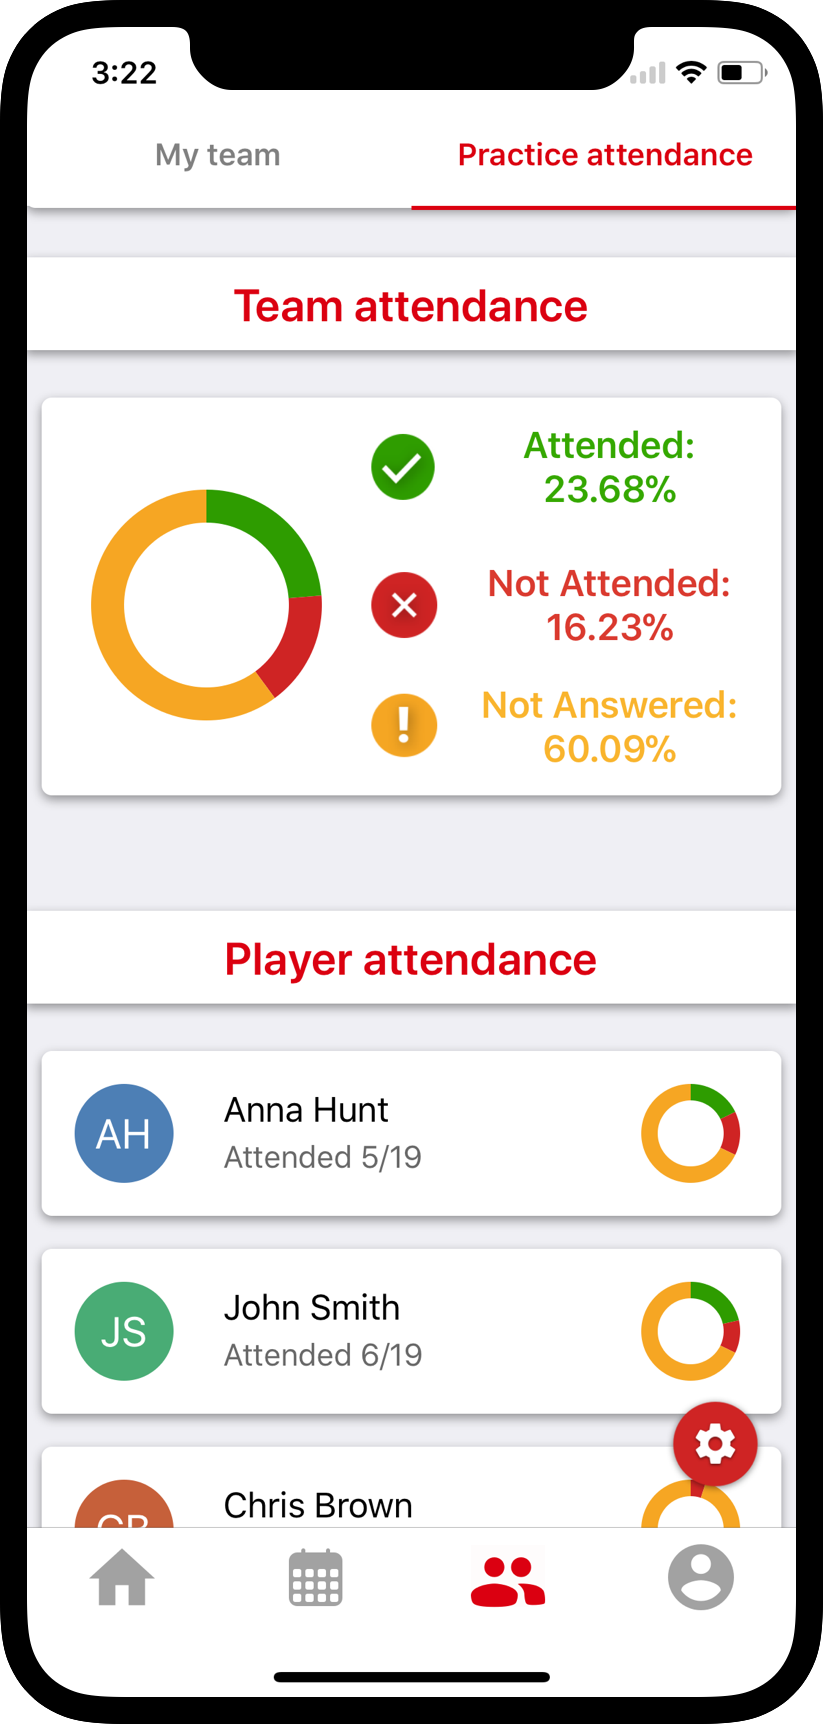 3:22
My team
Practice attendance
Team attendance
Attended:
23.68%
Not Attended:
16.23%
Not Answered:
60.09%
Player attendance
AH
Anna Hunt
Attended 5/19
JS
John Smith
Attended 6/19
CB
Chris Brown